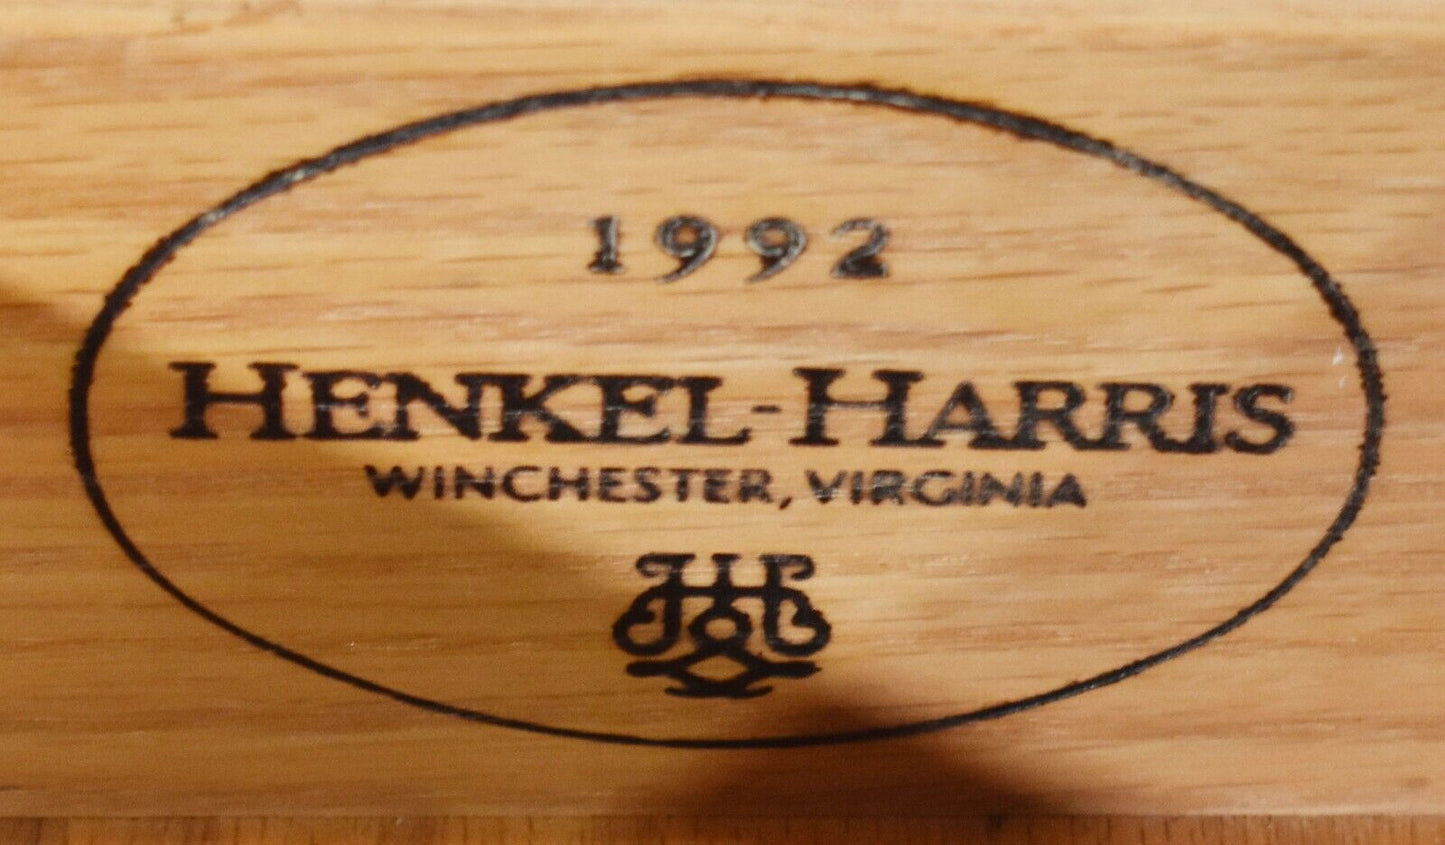 1992
HENKEL-HARRIS
WINCHESTER, VIRGINIA